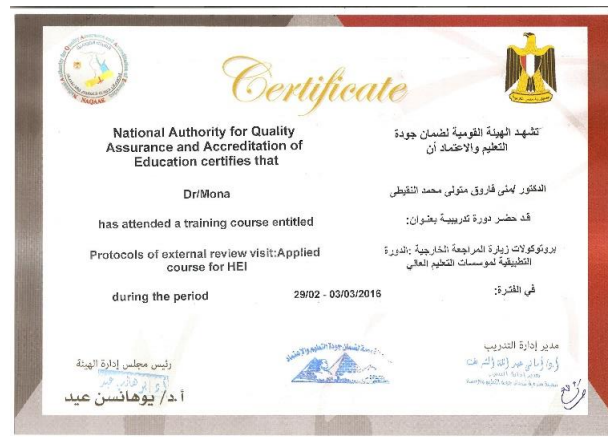 Certificate
National Authority for Quality
Assurance and Accreditation of
Education certifies that
تشهد الهيئة القومية لضمان جودة
التعليم والاعتماد أن
Dr/Mona
الدكتور /منى فاروق متولى محمد النقيطى
has attended a training course entitled
قد حضر دورة تدريبية بعنوان:
Protocols of external review visit:Applied
course for HEI
بروتوكولات زيارة المراجعة الخارجية :الدورة
التطبيقية لموسسات التعليم العالي
during the period
29/02 - 03/03/2016
في الفترة:
مدير إدارة التدريب
رئيس مجلس إدارة الهيئة
أ.د/ يوهانسن عيد
NAQAAE